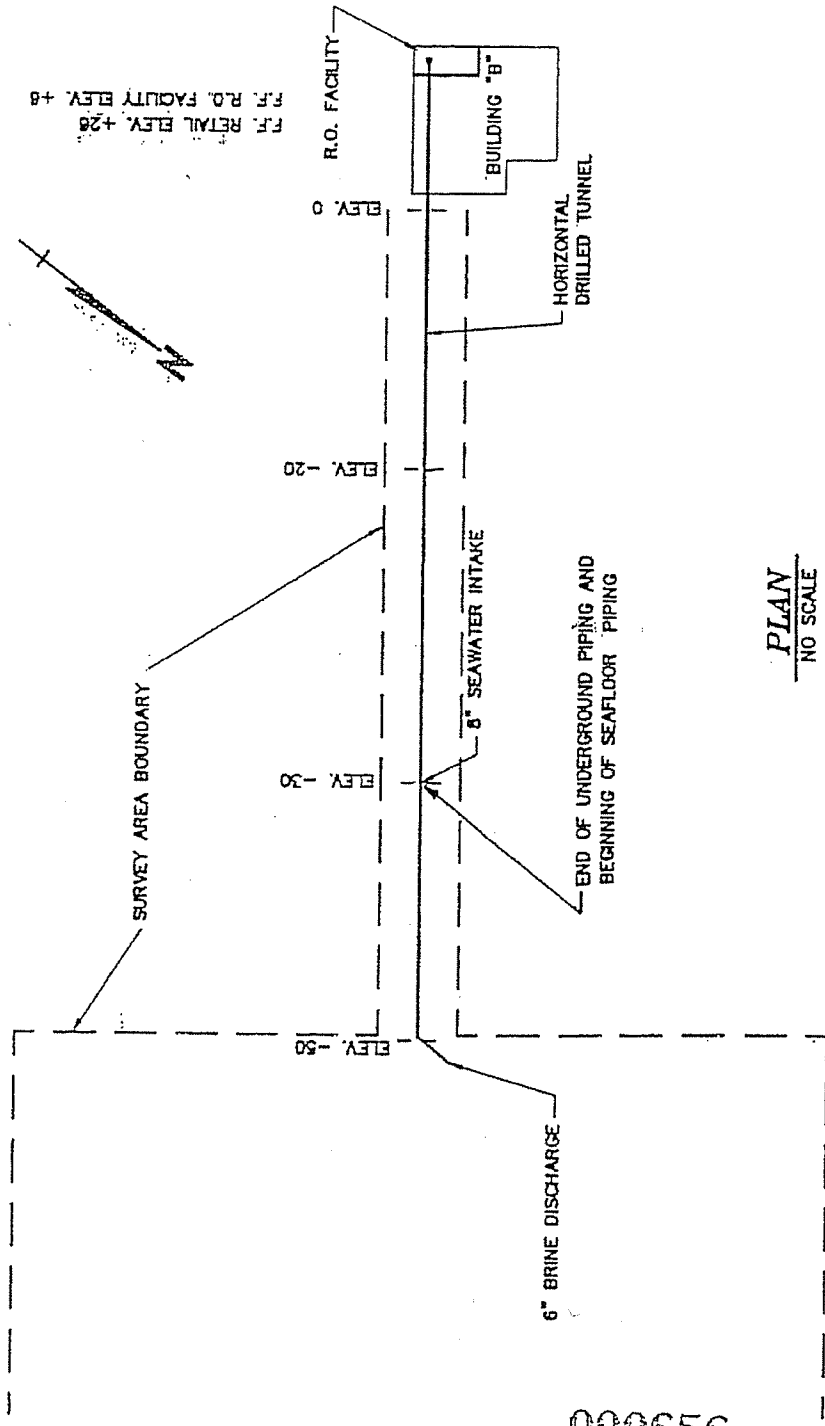 F.F. RETAIL ELEV. +26
F.F. R.O. FACILITY ELEV. +6
R.O. FACILITY
BUILDING "B"
ELEV. 0
HORIZONTAL
DRILLED TUNNEL
N
ELEV. -20
SURVEY AREA BOUNDARY
8" SEAWATER INTAKE
ELEV. -30
END OF UNDERGROUND PIPING AND
BEGINNING OF SEAFLOOR PIPING
ELEV. -50
6" BRINE DISCHARGE
PLAN
NO SCALE